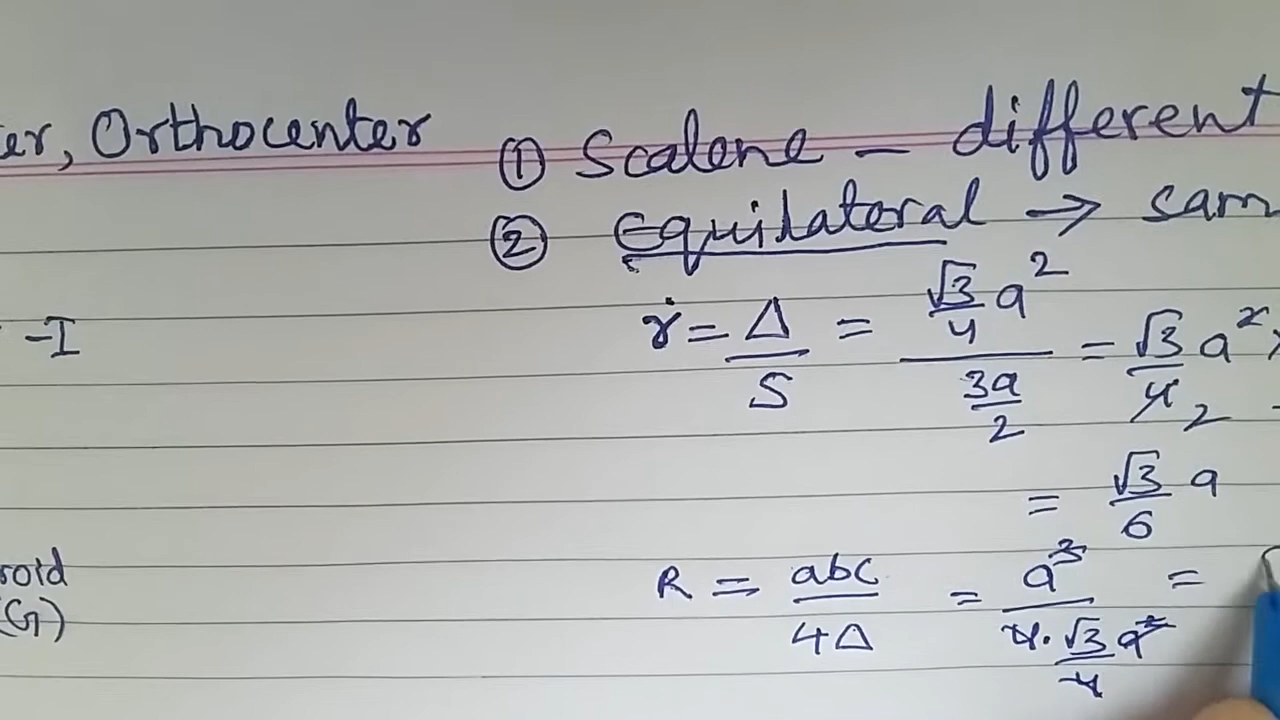 er, Orthocenter
① Scalene – different
② Equilateral → sam
-I
r = Δ/S = (√3/4 a²)/(3a/2) = √3/4 2 a² ×
= √3/6 a
roid
(G)
R = abc/4Δ = a³/(4·√3/4 a²) =